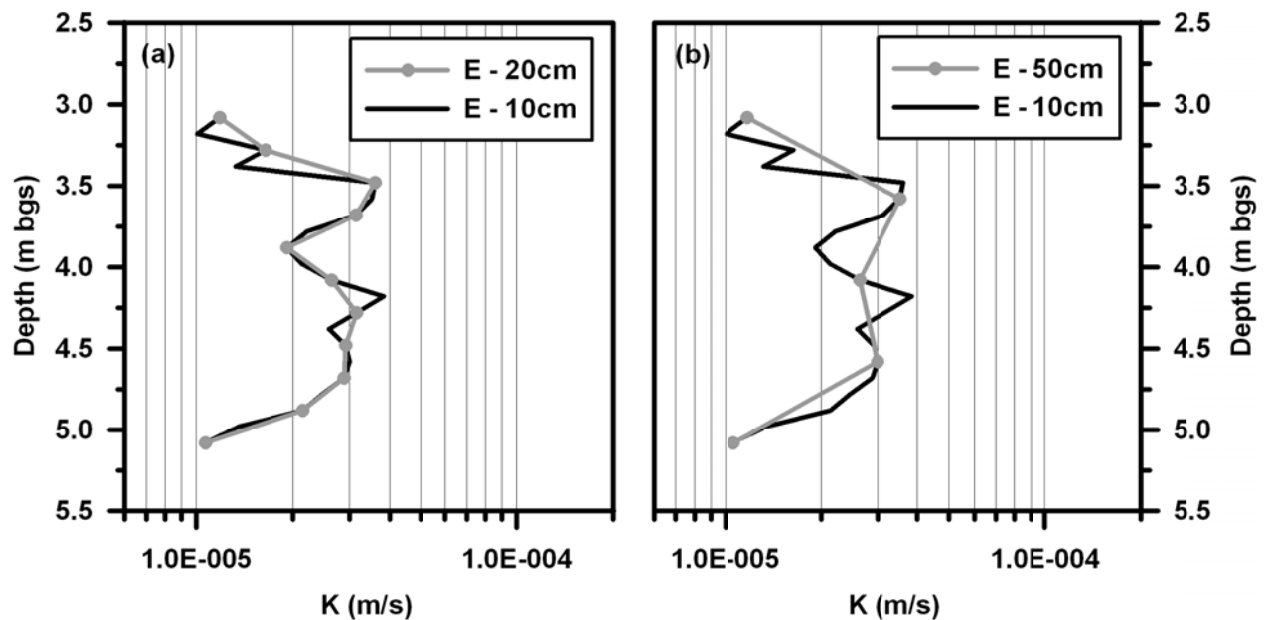 (a)
E - 20cm
E - 10cm
2.5
3.0
3.5
4.0
4.5
5.0
5.5
Depth (m bgs)
1.0E-005
1.0E-004
K (m/s)
(b)
E - 50cm
E - 10cm
2.5
3.0
3.5
4.0
4.5
5.0
5.5
Depth (m bgs)
1.0E-005
1.0E-004
K (m/s)